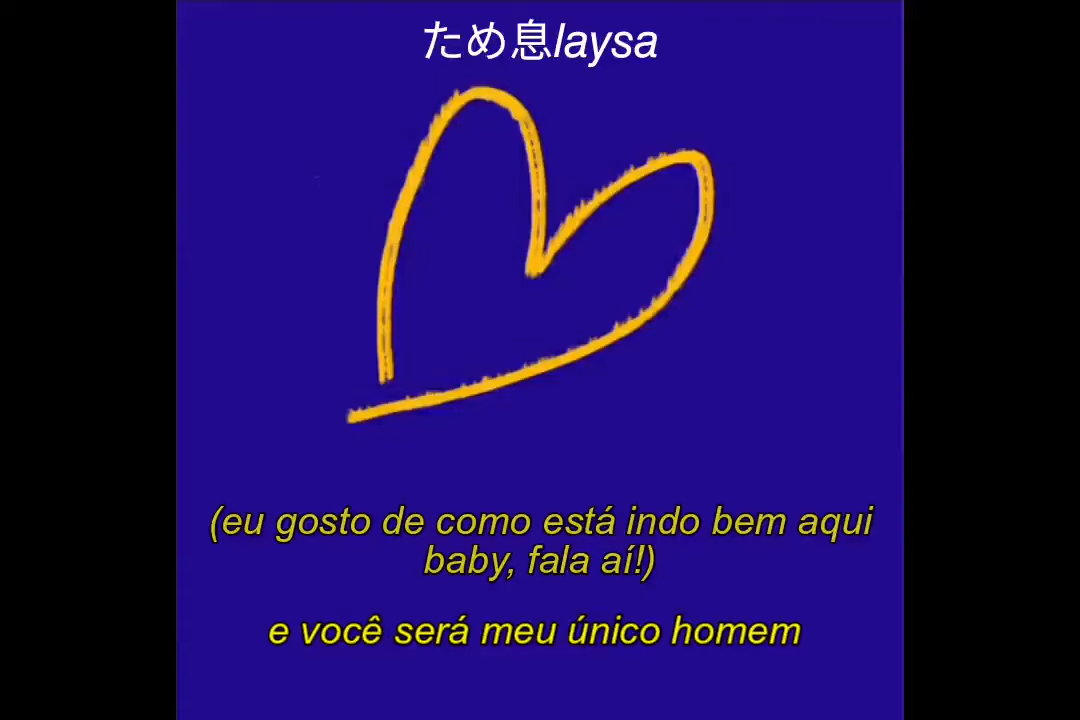 ため息laysa
(eu gosto de como está indo bem aqui
baby, fala aí!)
e você será meu único homem